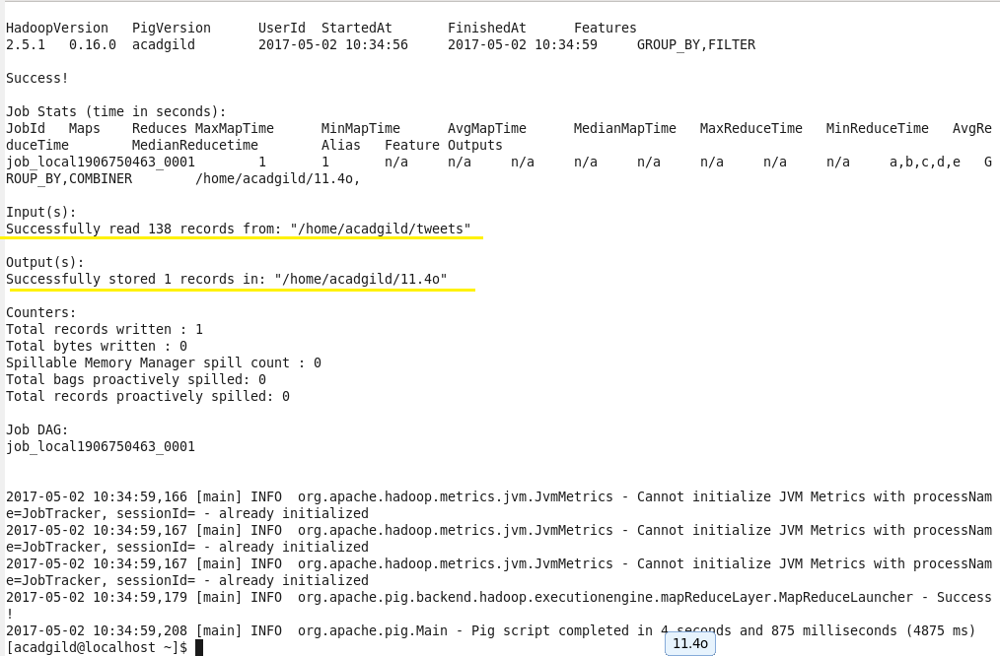 HadoopVersion   PigVersion      UserId  StartedAt       FinishedAt      Features
2.5.1   0.16.0  acadgild        2017-05-02 10:34:56     2017-05-02 10:34:59     GROUP_BY,FILTER
Success!
Job Stats (time in seconds):
JobId   Maps    Reduces MaxMapTime      MinMapTime      AvgMapTime      MedianMapTime   MaxReduceTime   MinReduceTime   AvgRe
duceTime        MedianReducetime        Alias   Feature Outputs
job_local1906750463_0001        1       1       n/a     n/a     n/a     n/a     n/a     n/a     n/a     n/a     a,b,c,d,e   G
ROUP_BY,COMBINER        /home/acadgild/11.4o,
Input(s):
Successfully read 138 records from: "/home/acadgild/tweets"
Output(s):
Successfully stored 1 records in: "/home/acadgild/11.4o"
Counters:
Total records written : 1
Total bytes written : 0
Spillable Memory Manager spill count : 0
Total bags proactively spilled: 0
Total records proactively spilled: 0
Job DAG:
job_local1906750463_0001
2017-05-02 10:34:59,166 [main] INFO  org.apache.hadoop.metrics.jvm.JvmMetrics - Cannot initialize JVM Metrics with processNam
e=JobTracker, sessionId= - already initialized
2017-05-02 10:34:59,167 [main] INFO  org.apache.hadoop.metrics.jvm.JvmMetrics - Cannot initialize JVM Metrics with processNam
e=JobTracker, sessionId= - already initialized
2017-05-02 10:34:59,167 [main] INFO  org.apache.hadoop.metrics.jvm.JvmMetrics - Cannot initialize JVM Metrics with processNam
e=JobTracker, sessionId= - already initialized
2017-05-02 10:34:59,179 [main] INFO  org.apache.pig.backend.hadoop.executionengine.mapReduceLayer.MapReduceLauncher - Success
!
2017-05-02 10:34:59,208 [main] INFO  org.apache.pig.Main - Pig script completed in 4 seconds and 875 milliseconds (4875 ms)
[acadgild@localhost ~]$
11.4o